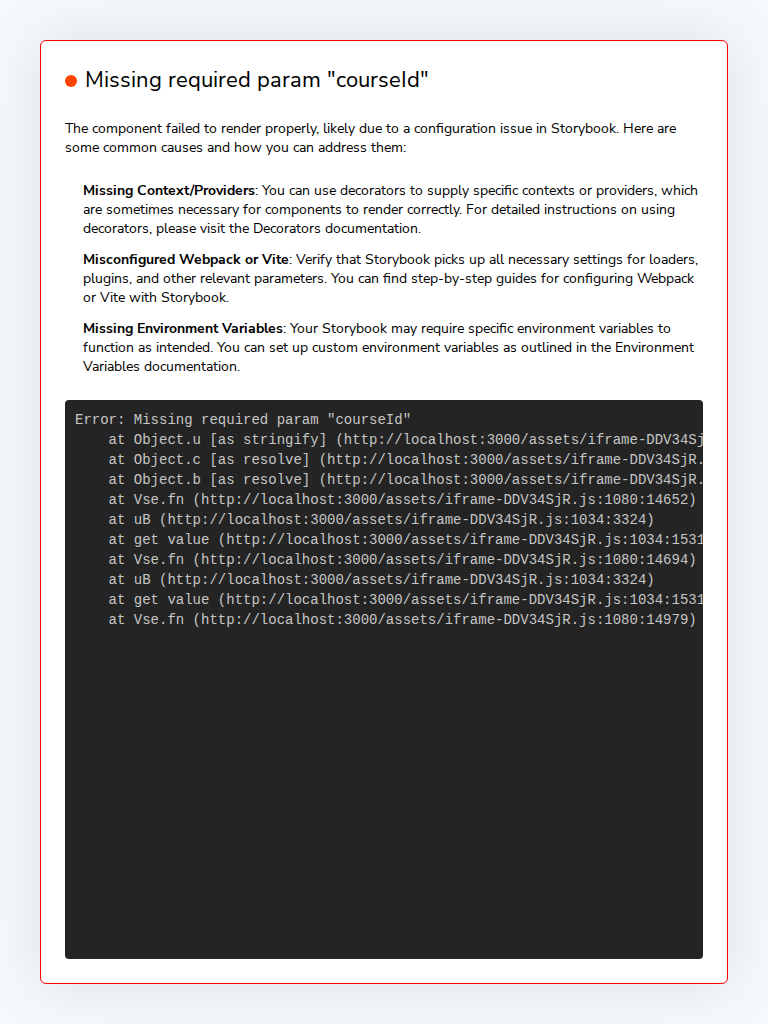 Missing required param "courseId"
The component failed to render properly, likely due to a configuration issue in Storybook. Here are
some common causes and how you can address them:
Missing Context/Providers: You can use decorators to supply specific contexts or providers, which
are sometimes necessary for components to render correctly. For detailed instructions on using
decorators, please visit the Decorators documentation.
Misconfigured Webpack or Vite: Verify that Storybook picks up all necessary settings for loaders,
plugins, and other relevant parameters. You can find step-by-step guides for configuring Webpack
or Vite with Storybook.
Missing Environment Variables: Your Storybook may require specific environment variables to
function as intended. You can set up custom environment variables as outlined in the Environment
Variables documentation.
Error: Missing required param "courseId"
at Object.u [as stringify] (http://localhost:3000/assets/iframe-DDV34Sj
at Object.c [as resolve] (http://localhost:3000/assets/iframe-DDV34SjR.
at Object.b [as resolve] (http://localhost:3000/assets/iframe-DDV34SjR.
at Vse.fn (http://localhost:3000/assets/iframe-DDV34SjR.js:1080:14652)
at uB (http://localhost:3000/assets/iframe-DDV34SjR.js:1034:3324)
at get value (http://localhost:3000/assets/iframe-DDV34SjR.js:1034:1531
at Vse.fn (http://localhost:3000/assets/iframe-DDV34SjR.js:1080:14694)
at uB (http://localhost:3000/assets/iframe-DDV34SjR.js:1034:3324)
at get value (http://localhost:3000/assets/iframe-DDV34SjR.js:1034:1531
at Vse.fn (http://localhost:3000/assets/iframe-DDV34SjR.js:1080:14979)